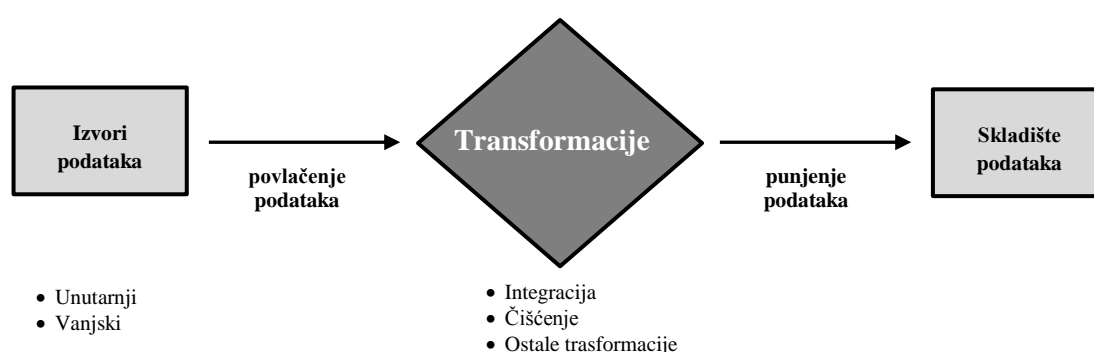 Izvori
podataka
povlačenje
podataka
Transformacije
punjenje
podataka
Skladište
podataka
• Unutarnji
• Vanjski
• Integracija
• Čišćenje
• Ostale trasformacije